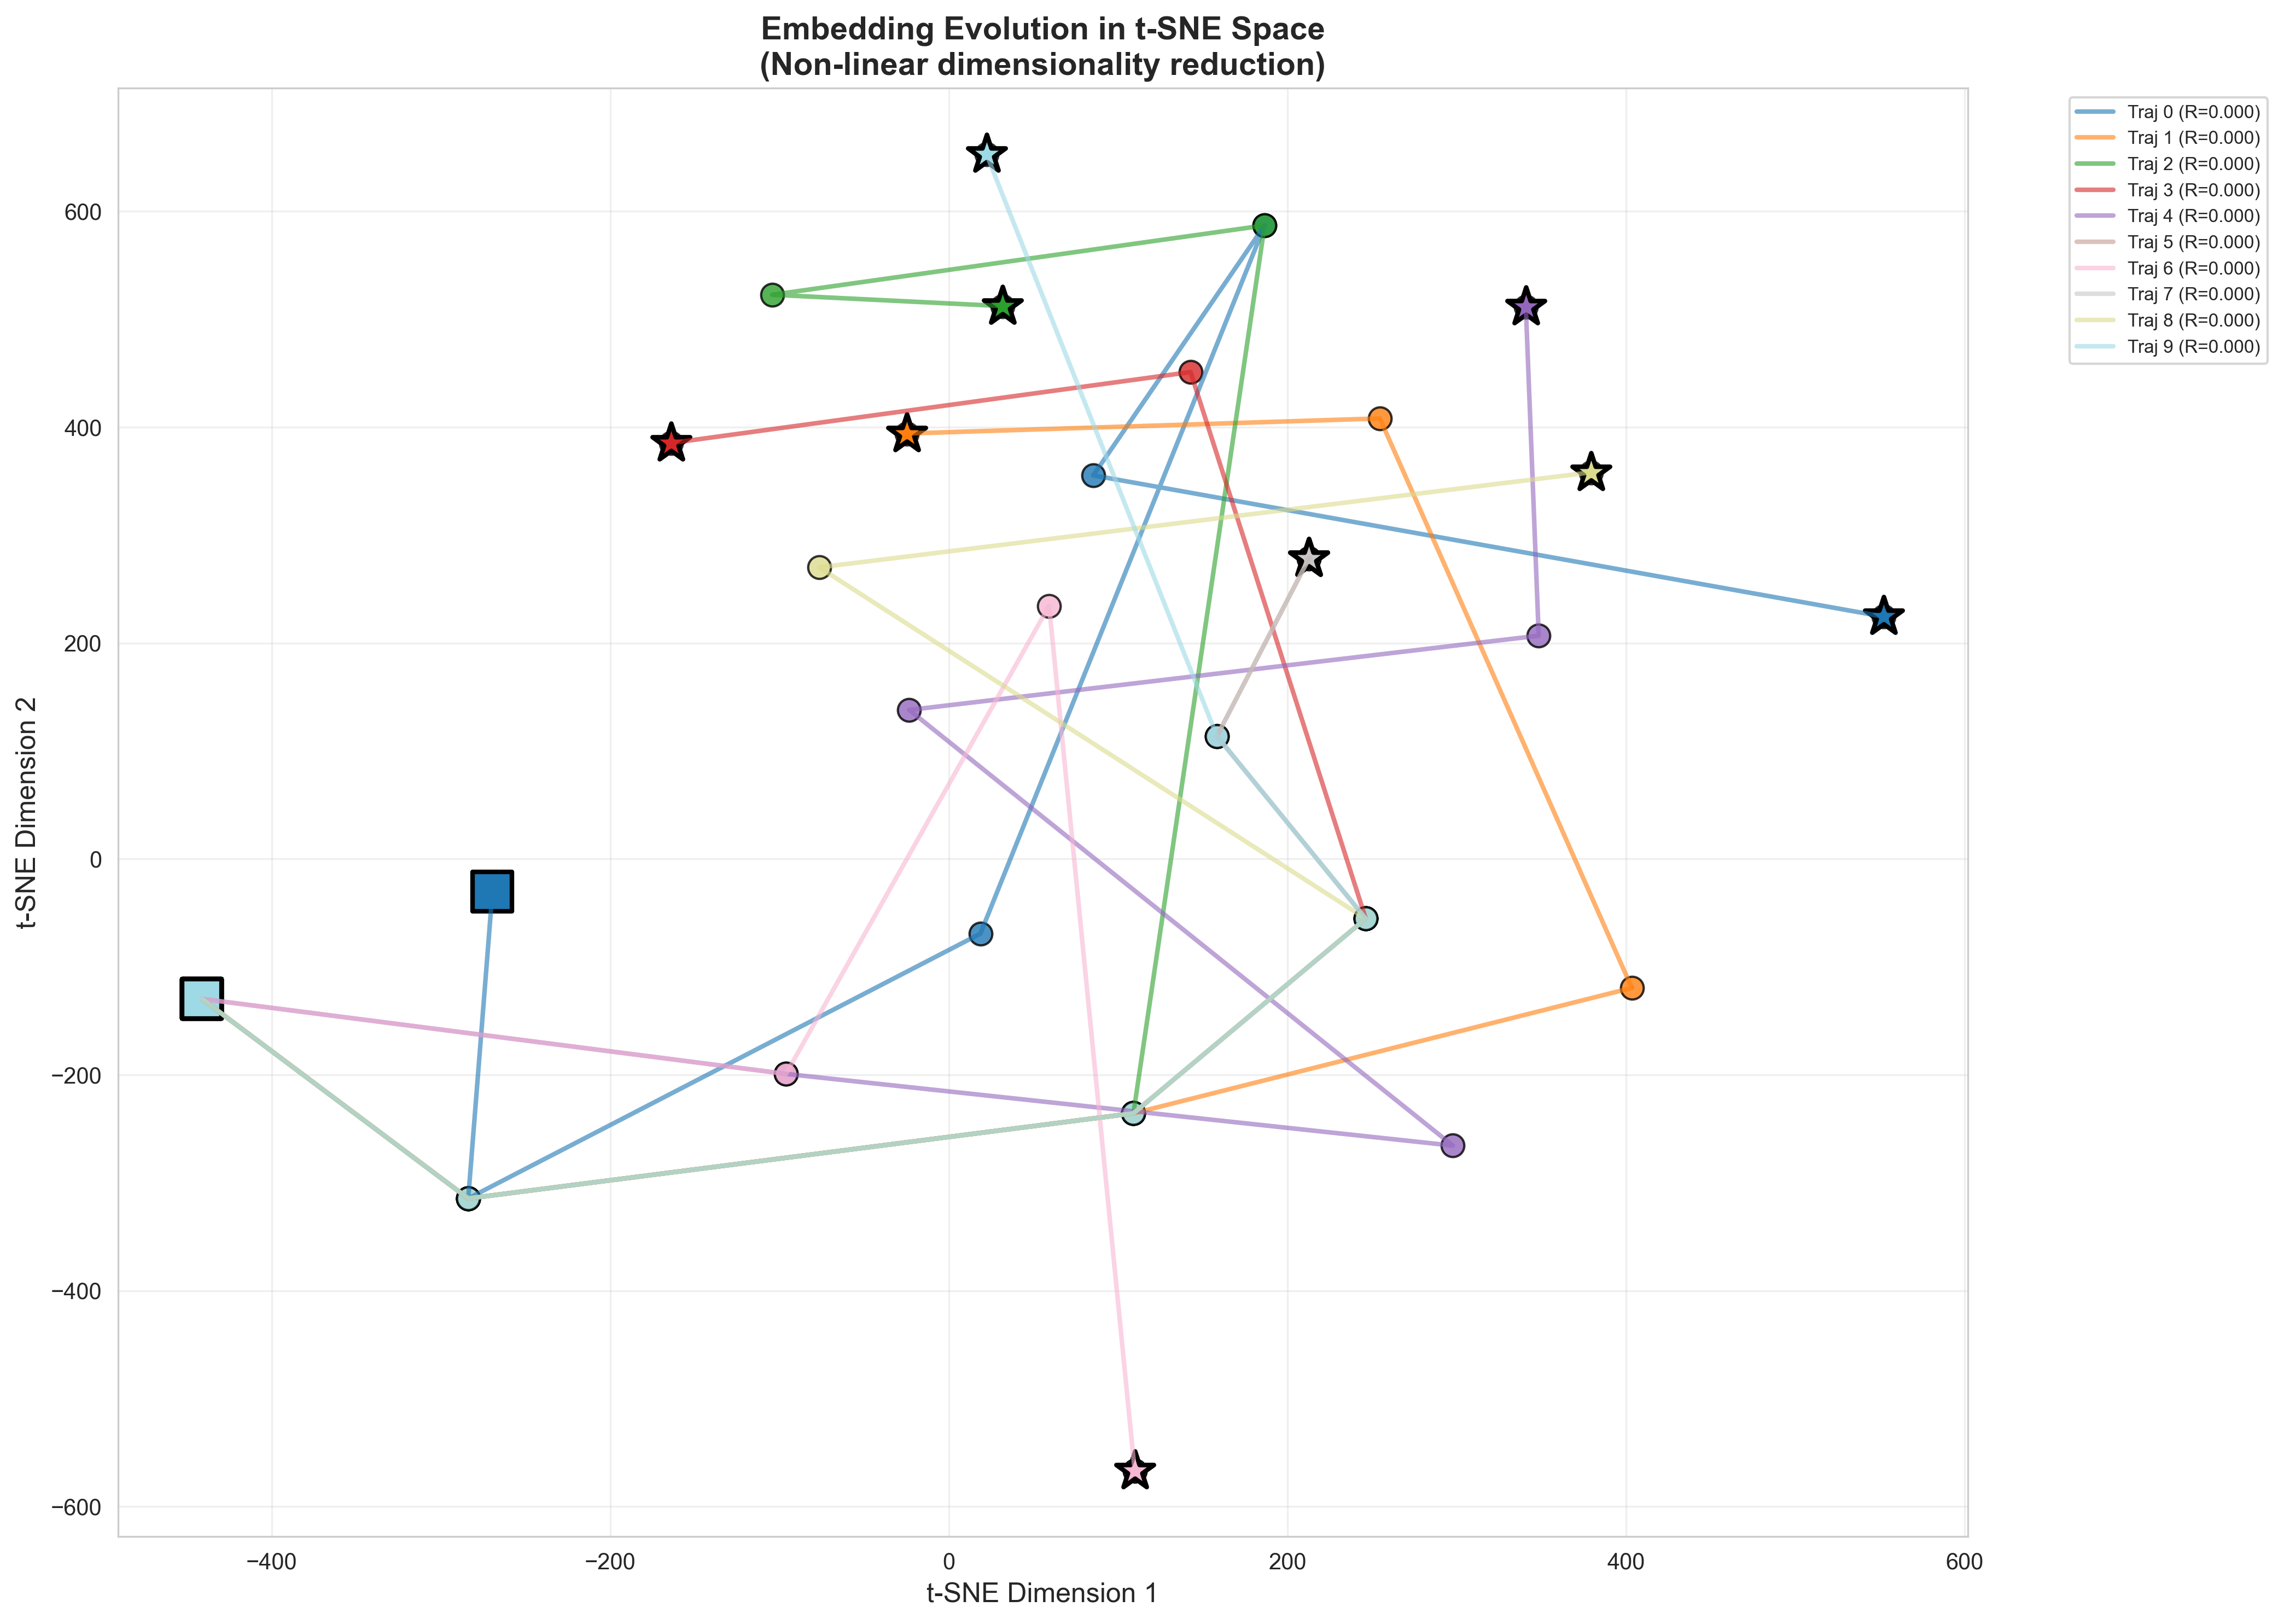 Embedding Evolution in t-SNE Space
(Non-linear dimensionality reduction)
Traj 0 (R=0.000)
Traj 1 (R=0.000)
Traj 2 (R=0.000)
Traj 3 (R=0.000)
Traj 4 (R=0.000)
Traj 5 (R=0.000)
Traj 6 (R=0.000)
Traj 7 (R=0.000)
Traj 8 (R=0.000)
Traj 9 (R=0.000)
t-SNE Dimension 2
600
400
200
0
−200
−400
−600
−400
−200
0
200
400
600
t-SNE Dimension 1